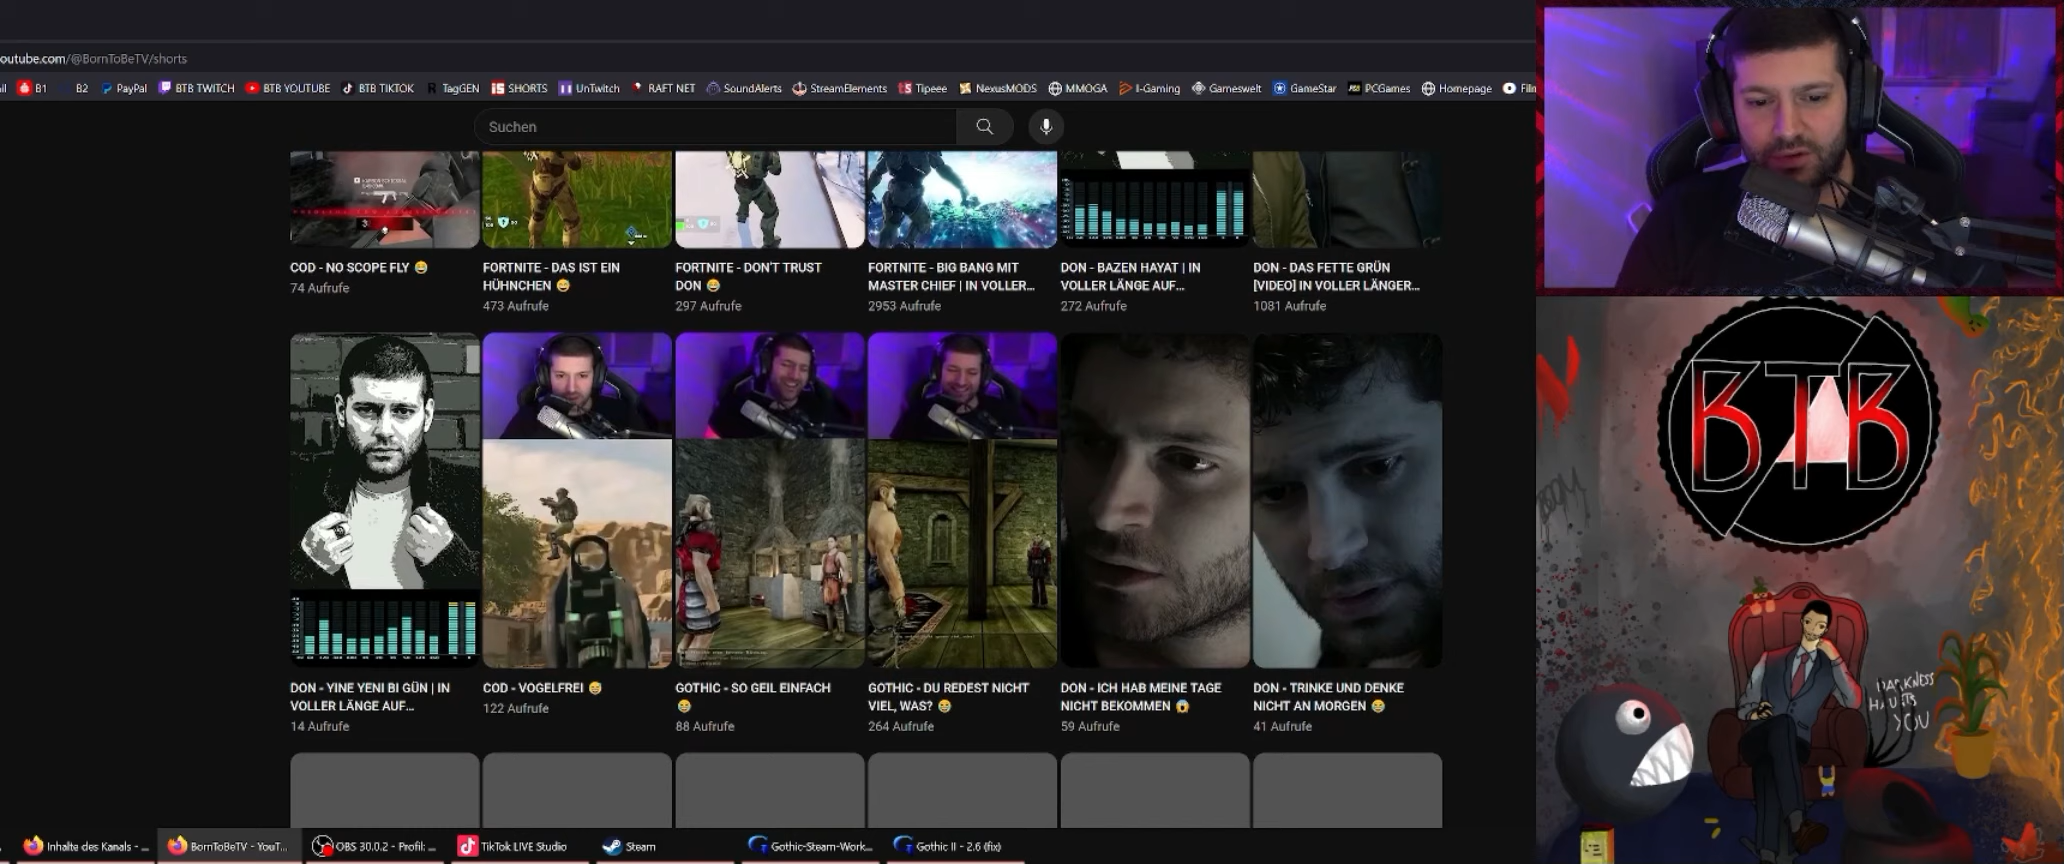 outube.com/@BornToBeTV/shorts
il B1 B2 PayPal BTB TWITCH BTB YOUTUBE BTB TIKTOK TagGEN SHORTS UnTwitch RAFT NET SoundAlerts StreamElements Tipeee NexusMODS MMOGA I-Gaming Gameswelt GameStar PCGames Homepage Film
Suchen
COD - NO SCOPE FLY 😂
74 Aufrufe
FORTNITE - DAS IST EIN
HÜHNCHEN 😅
473 Aufrufe
FORTNITE - DON'T TRUST
DON 😂
297 Aufrufe
FORTNITE - BIG BANG MIT
MASTER CHIEF | IN VOLLER...
2953 Aufrufe
DON - BAZEN HAYAT | IN
VOLLER LÄNGE AUF...
272 Aufrufe
DON - DAS FETTE GRÜN
[VIDEO] IN VOLLER LÄNGER...
1081 Aufrufe
DON - YINE YENI BI GÜN | IN
VOLLER LÄNGE AUF...
14 Aufrufe
COD - VOGELFREI 😅
122 Aufrufe
GOTHIC - SO GEIL EINFACH
😂
88 Aufrufe
GOTHIC - DU REDEST NICHT
VIEL, WAS? 😂
264 Aufrufe
DON - ICH HAB MEINE TAGE
NICHT BEKOMMEN 😱
59 Aufrufe
DON - TRINKE UND DENKE
NICHT AN MORGEN 😂
41 Aufrufe
BTB
BOOM
DARKNESS
HAUNTS
YOU
Inhalte des Kanals - ... BornToBeTV - YouT... OBS 30.0.2 - Profil: ... TikTok LIVE Studio Steam Gothic-Steam-Work... Gothic II - 2.6 (fix)